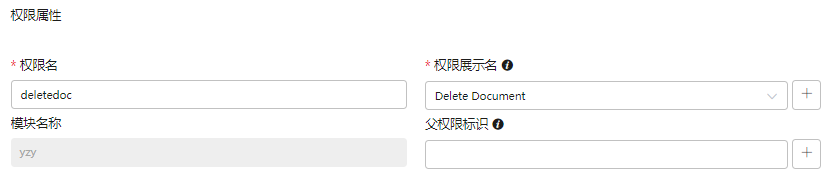 权限属性
* 权限名
* 权限展示名
deletedoc
Delete Document
模块名称
父权限标识
yzy